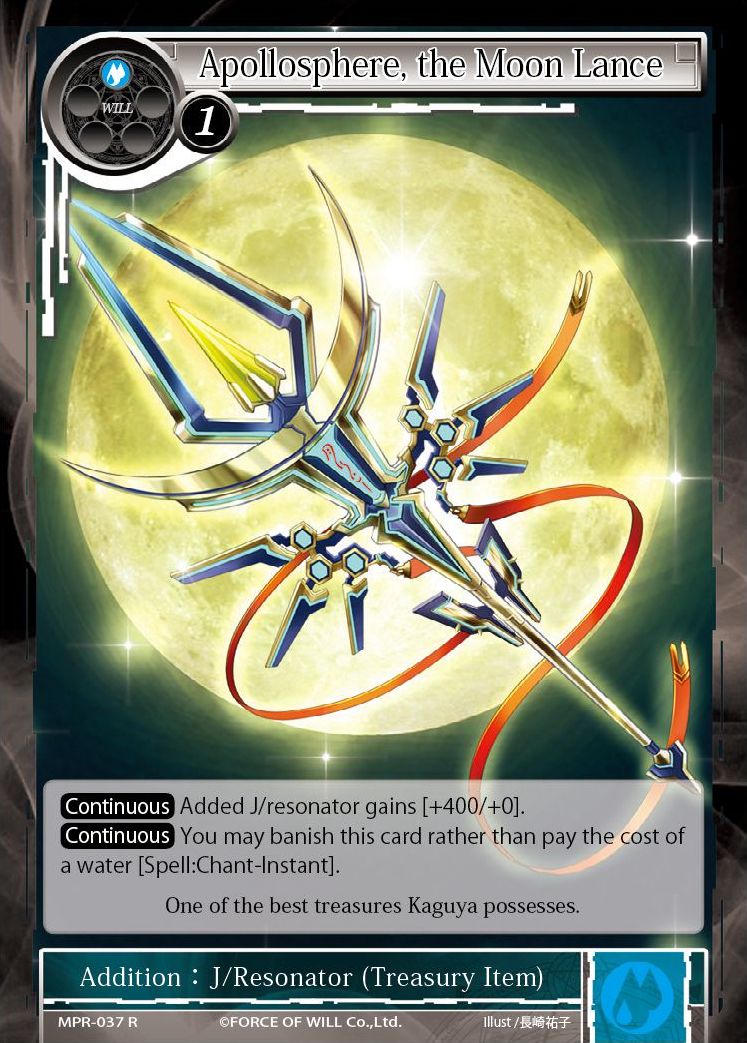 Apollosphere, the Moon Lance
WILL
1
Continuous Added J/resonator gains [+400/+0].
Continuous You may banish this card rather than pay the cost of
a water [Spell:Chant-Instant].
One of the best treasures Kaguya possesses.
Addition : J/Resonator (Treasury Item)
MPR-037 R ©FORCE OF WILL Co.,Ltd. Illust /長崎祐子